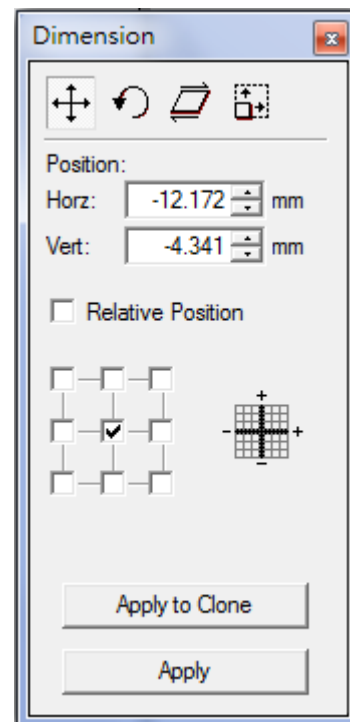 Dimension
Position:
Horz: -12.172 mm
Vert: -4.341 mm
Relative Position
+
- +
-
Apply to Clone
Apply